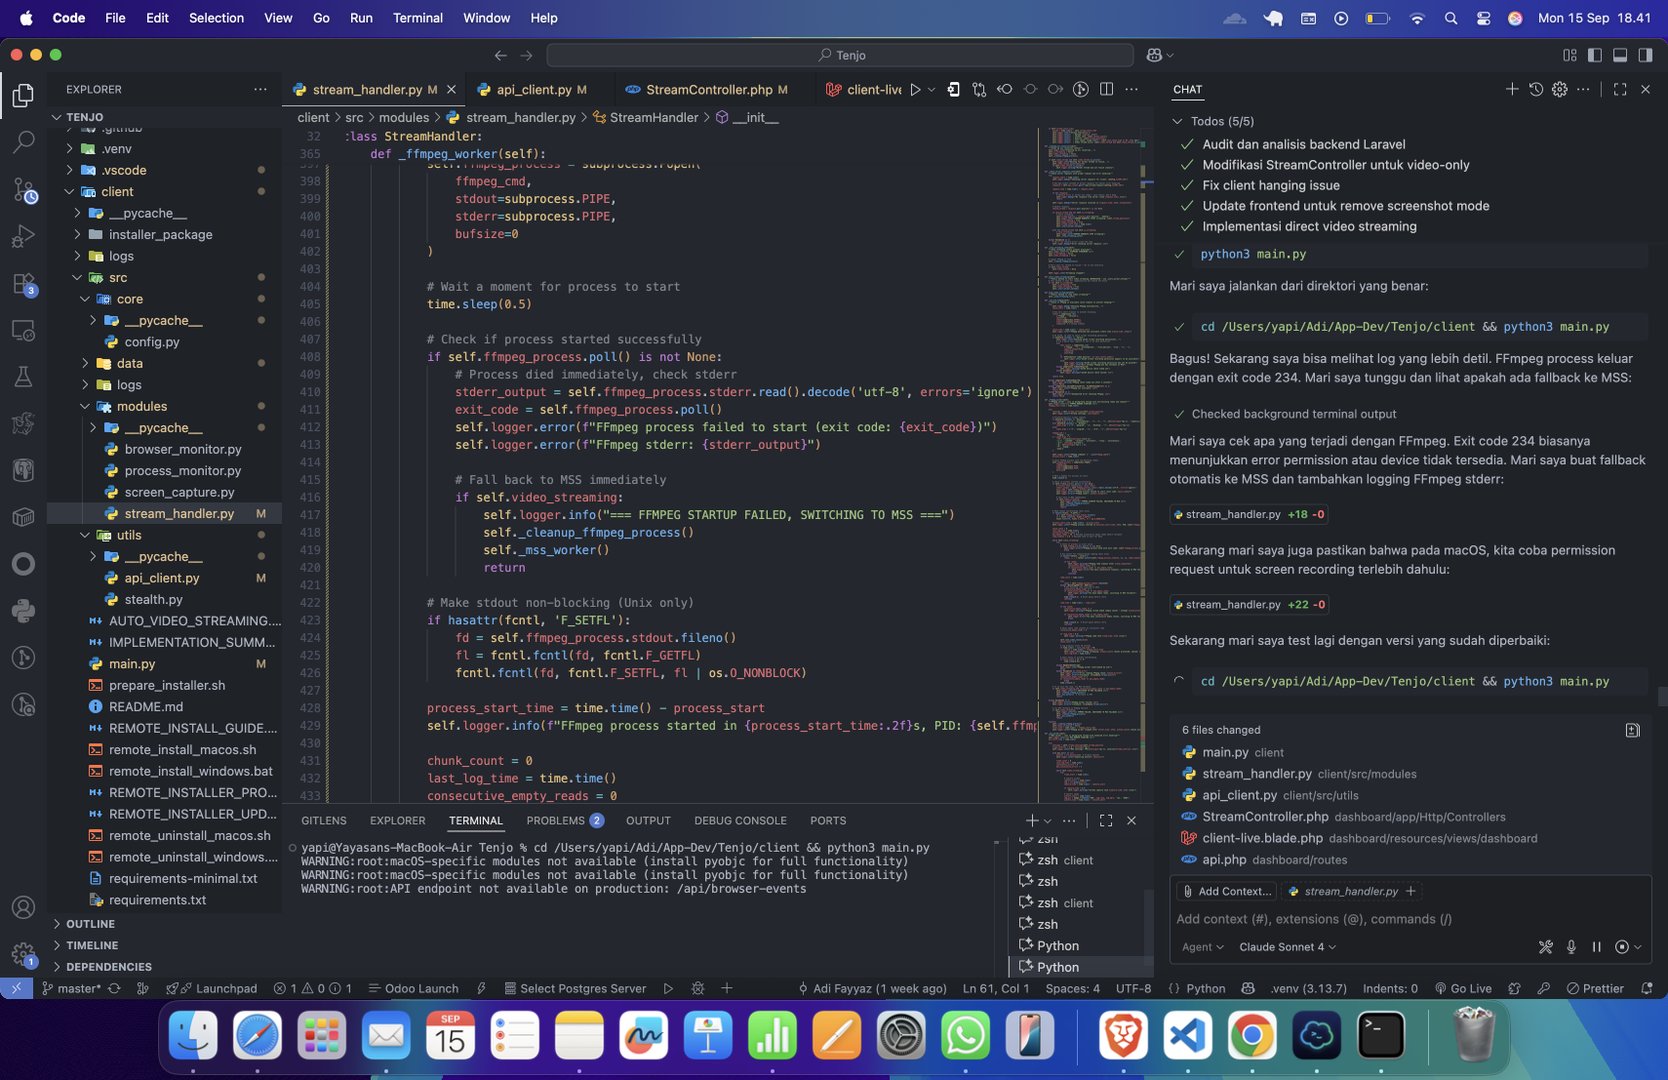 Code File Edit Selection View Go Run Terminal Window Help Mon 15 Sep 18.41
Tenjo
EXPLORER
TENJO
.github
.venv
.vscode
client
__pycache__
installer_package
logs
src
core
__pycache__
config.py
data
logs
modules
__pycache__
browser_monitor.py
process_monitor.py
screen_capture.py
stream_handler.py M
utils
__pycache__
api_client.py M
stealth.py
AUTO_VIDEO_STREAMING....
IMPLEMENTATION_SUMM...
main.py M
prepare_installer.sh
README.md
REMOTE_INSTALL_GUIDE....
remote_install_macos.sh
remote_install_windows.bat
REMOTE_INSTALLER_PRO...
REMOTE_INSTALLER_UPD...
remote_uninstall_macos.sh
remote_uninstall_windows....
requirements-minimal.txt
requirements.txt
OUTLINE
TIMELINE
DEPENDENCIES
3
1
stream_handler.py M
api_client.py M
StreamController.php M
client-live
client > src > modules > stream_handler.py > StreamHandler > __init__
32 :lass StreamHandler:
365 def _ffmpeg_worker(self):
397 self.ffmpeg_process = subprocess.Popen(
398 ffmpeg_cmd,
399 stdout=subprocess.PIPE,
400 stderr=subprocess.PIPE,
401 bufsize=0
402 )
403
404 # Wait a moment for process to start
405 time.sleep(0.5)
406
407 # Check if process started successfully
408 if self.ffmpeg_process.poll() is not None:
409 # Process died immediately, check stderr
410 stderr_output = self.ffmpeg_process.stderr.read().decode('utf-8', errors='ignore')
411 exit_code = self.ffmpeg_process.poll()
412 self.logger.error(f"FFmpeg process failed to start (exit code: {exit_code})")
413 self.logger.error(f"FFmpeg stderr: {stderr_output}")
414
415 # Fall back to MSS immediately
416 if self.video_streaming:
417 self.logger.info("=== FFMPEG STARTUP FAILED, SWITCHING TO MSS ===")
418 self._cleanup_ffmpeg_process()
419 self._mss_worker()
420 return
421
422 # Make stdout non-blocking (Unix only)
423 if hasattr(fcntl, 'F_SETFL'):
424 fd = self.ffmpeg_process.stdout.fileno()
425 fl = fcntl.fcntl(fd, fcntl.F_GETFL)
426 fcntl.fcntl(fd, fcntl.F_SETFL, fl | os.O_NONBLOCK)
427
428 process_start_time = time.time() - process_start
429 self.logger.info(f"FFmpeg process started in {process_start_time:.2f}s, PID: {self.ffmp
430
431 chunk_count = 0
432 last_log_time = time.time()
433 consecutive_empty_reads = 0
GITLENS EXPLORER TERMINAL PROBLEMS 2 OUTPUT DEBUG CONSOLE PORTS
yapi@Yayasans-MacBook-Air Tenjo % cd /Users/yapi/Adi/App-Dev/Tenjo/client && python3 main.py
WARNING:root:macOS-specific modules not available (install pyobjc for full functionality)
WARNING:root:macOS-specific modules not available (install pyobjc for full functionality)
WARNING:root:API endpoint not available on production: /api/browser-events
zsh
zsh client
zsh
zsh client
zsh
Python
Python
CHAT
Todos (5/5)
Audit dan analisis backend Laravel
Modifikasi StreamController untuk video-only
Fix client hanging issue
Update frontend untuk remove screenshot mode
Implementasi direct video streaming
python3 main.py
Mari saya jalankan dari direktori yang benar:
cd /Users/yapi/Adi/App-Dev/Tenjo/client && python3 main.py
Bagus! Sekarang saya bisa melihat log yang lebih detil. FFmpeg process keluar
dengan exit code 234. Mari saya tunggu dan lihat apakah ada fallback ke MSS:
Checked background terminal output
Mari saya cek apa yang terjadi dengan FFmpeg. Exit code 234 biasanya
menunjukkan error permission atau device tidak tersedia. Mari saya buat fallback
otomatis ke MSS dan tambahkan logging FFmpeg stderr:
stream_handler.py +18 -0
Sekarang mari saya juga pastikan bahwa pada macOS, kita coba permission
request untuk screen recording terlebih dahulu:
stream_handler.py +22 -0
Sekarang mari saya test lagi dengan versi yang sudah diperbaiki:
cd /Users/yapi/Adi/App-Dev/Tenjo/client && python3 main.py
6 files changed
main.py client
stream_handler.py client/src/modules
api_client.py client/src/utils
StreamController.php dashboard/app/Http/Controllers
client-live.blade.php dashboard/resources/views/dashboard
api.php dashboard/routes
Add Context... stream_handler.py +
Add context (#), extensions (@), commands (/)
Agent Claude Sonnet 4
master* Launchpad 1 0 1 Odoo Launch Select Postgres Server Adi Fayyaz (1 week ago) Ln 61, Col 1 Spaces: 4 UTF-8 {} Python .venv (3.13.7) Indents: 0 Go Live Prettier
SEP
15